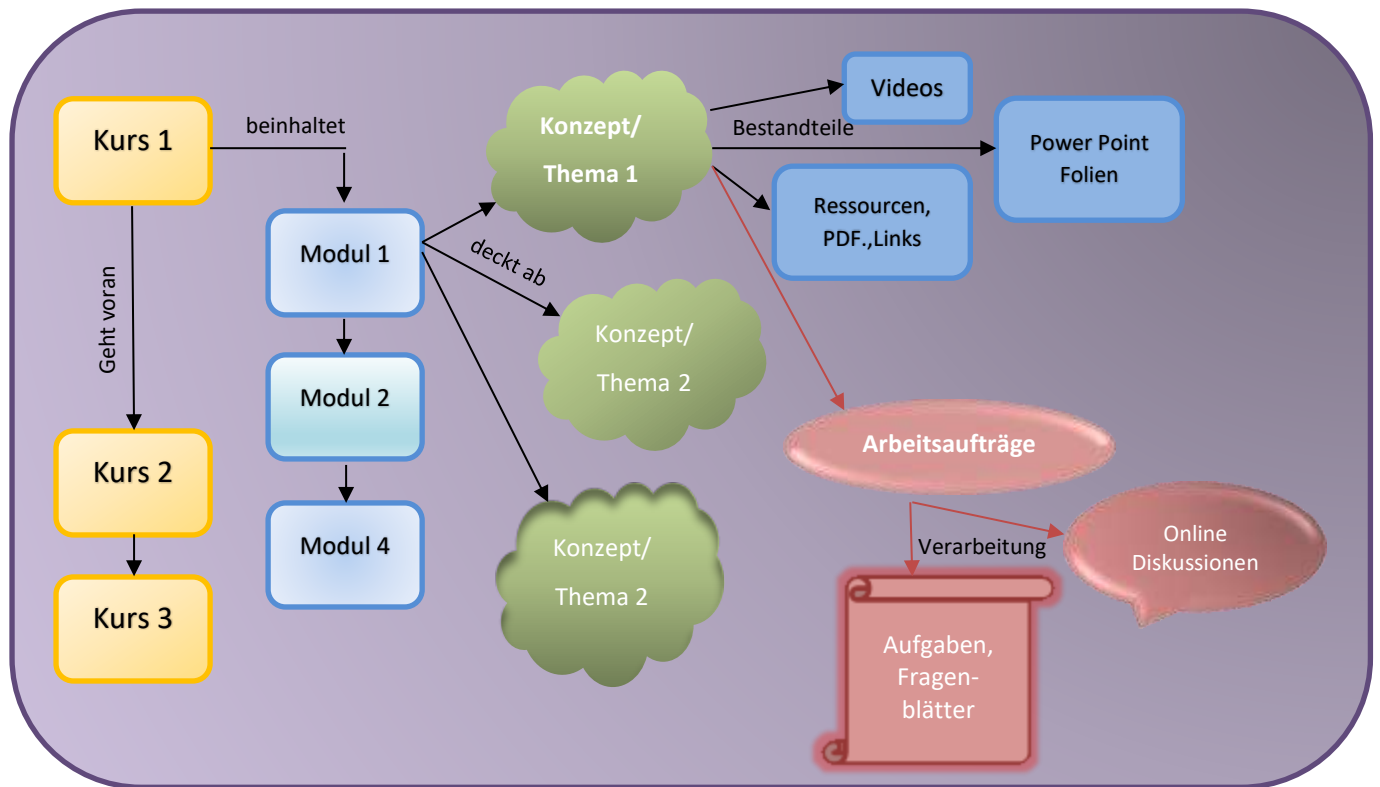 Kurs 1
beinhaltet
Konzept/
Thema 1
Videos
Bestandteile
Power Point
Folien
Ressourcen,
PDF.,Links
Modul 1
deckt ab
Geht voran
Konzept/
Thema 2
Modul 2
Kurs 2
Arbeitsaufträge
Modul 4
Konzept/
Thema 2
Verarbeitung
Online
Diskussionen
Kurs 3
Aufgaben,
Fragen-
blätter